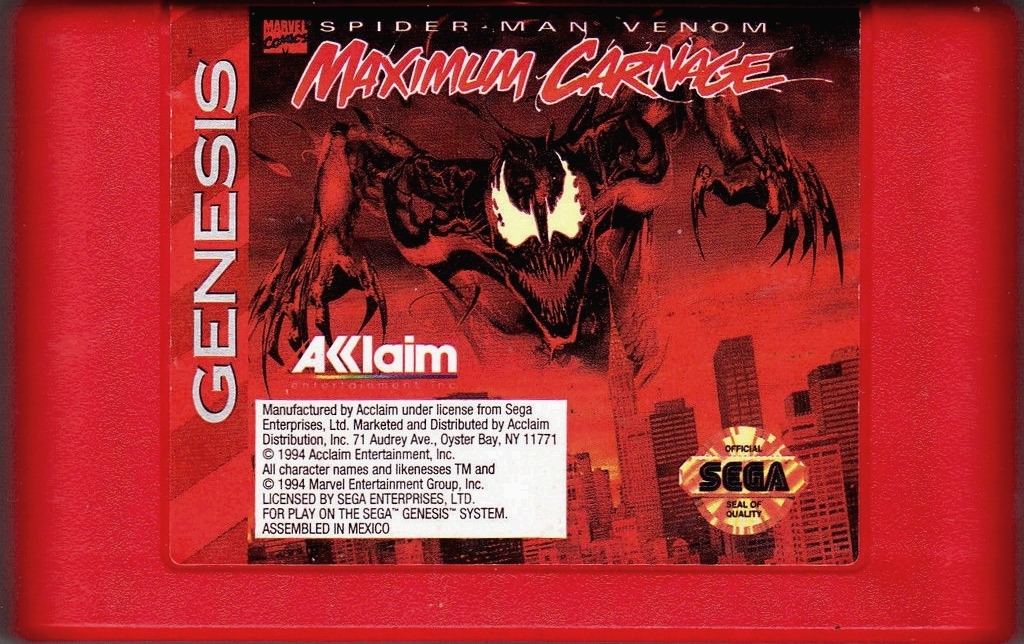 MARVEL
COMICS
SPIDER-MAN VENOM
MAXIMUM CARNAGE
GENESIS
AKKlaim
entertainment inc.
Manufactured by Acclaim under license from Sega
Enterprises, Ltd. Marketed and Distributed by Acclaim
Distribution, Inc. 71 Audrey Ave., Oyster Bay, NY 11771
© 1994 Acclaim Entertainment, Inc.
All character names and likenesses TM and
© 1994 Marvel Entertainment Group, Inc.
LICENSED BY SEGA ENTERPRISES, LTD.
FOR PLAY ON THE SEGA™ GENESIS™ SYSTEM.
ASSEMBLED IN MEXICO
OFFICIAL
SEGA
SEAL OF
QUALITY